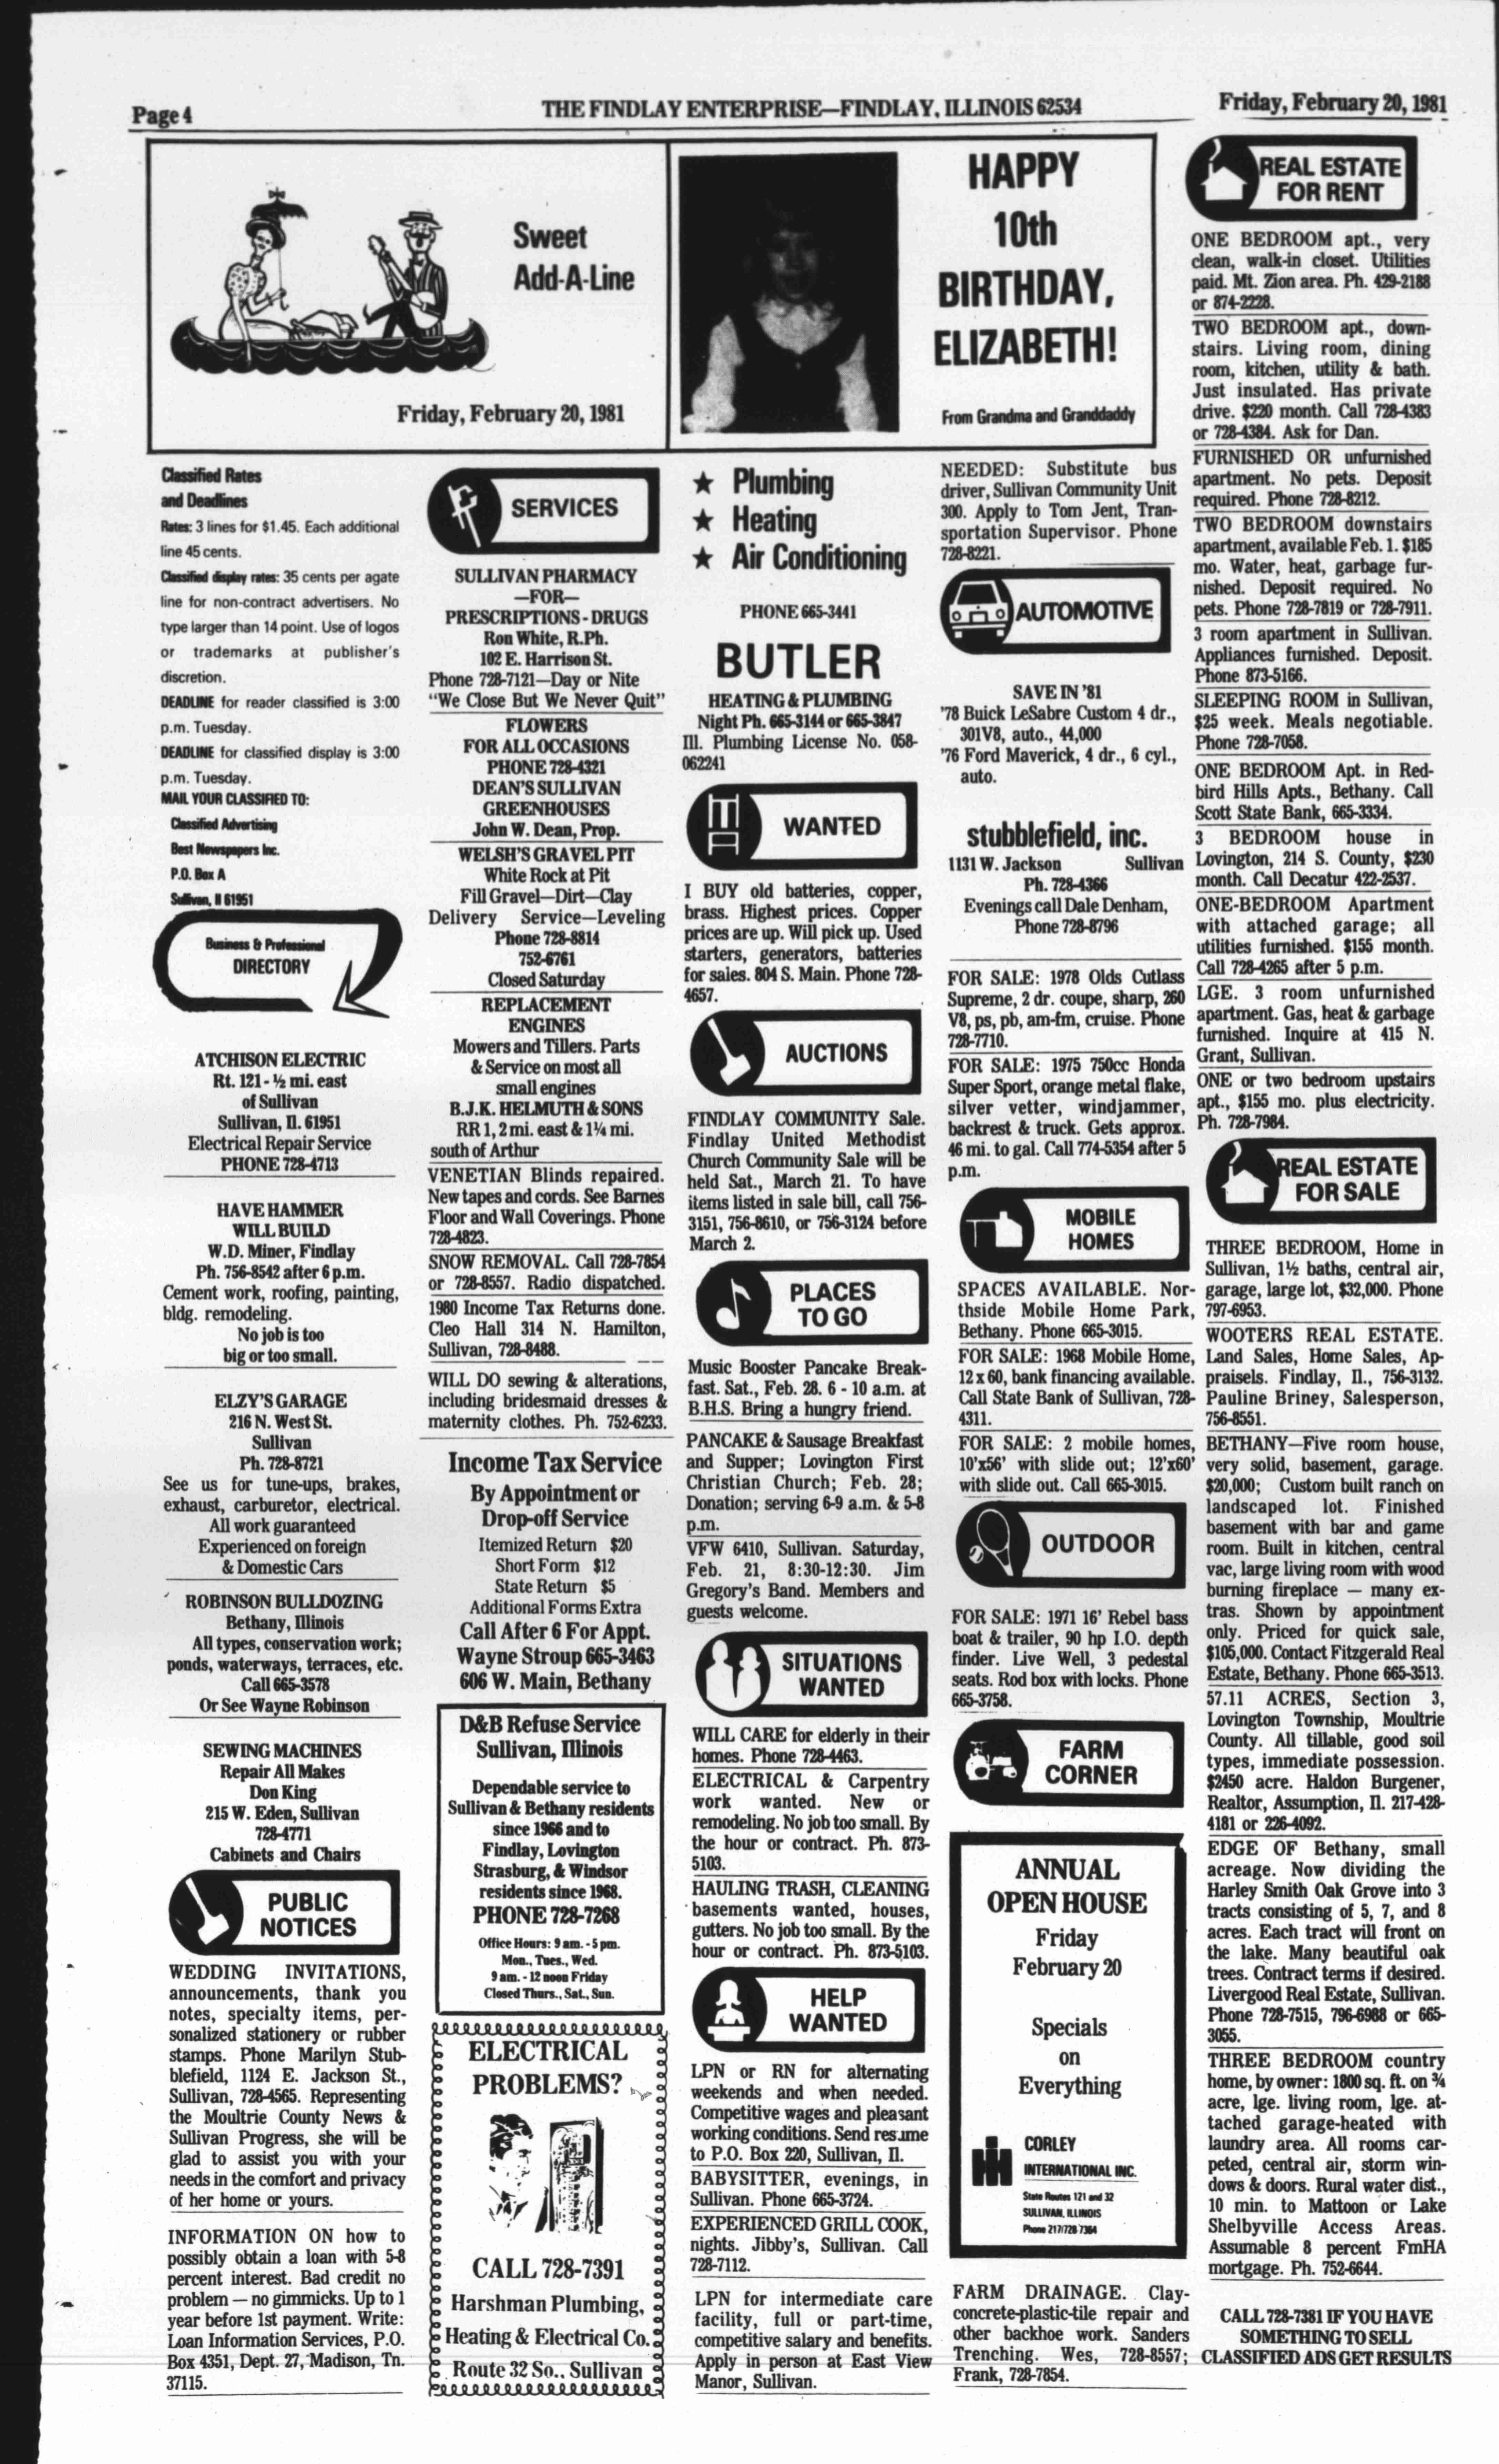 Page 4
THE FINDLAY ENTERPRISE—FINDLAY, ILLINOIS 62534
Friday, February 20, 1981
Sweet
Add-A-Line
Friday, February 20, 1981
HAPPY
10th
BIRTHDAY,
ELIZABETH!
From Grandma and Granddaddy
Classified Rates
and Deadlines
Rates: 3 lines for $1.45. Each additional
line 45 cents.
Classified display rates: 35 cents per agate
line for non-contract advertisers. No
type larger than 14 point. Use of logos
or trademarks at publisher's
discretion.
DEADLINE for reader classified is 3:00
p.m. Tuesday.
DEADLINE for classified display is 3:00
p.m. Tuesday.
MAIL YOUR CLASSIFIED TO:
Classified Advertising
Best Newspapers Inc.
P.O. Box A
Sullivan, Il 61951
Business & Professional
DIRECTORY
ATCHISON ELECTRIC
Rt. 121 - ½ mi. east
of Sullivan
Sullivan, Il. 61951
Electrical Repair Service
PHONE 728-4713
HAVE HAMMER
WILL BUILD
W.D. Miner, Findlay
Ph. 756-8542 after 6 p.m.
Cement work, roofing, painting,
bldg. remodeling.
No job is too
big or too small.
ELZY'S GARAGE
216 N. West St.
Sullivan
Ph. 728-8721
See us for tune-ups, brakes,
exhaust, carburetor, electrical.
All work guaranteed
Experienced on foreign
& Domestic Cars
ROBINSON BULLDOZING
Bethany, Illinois
All types, conservation work;
ponds, waterways, terraces, etc.
Call 665-3578
Or See Wayne Robinson
SEWING MACHINES
Repair All Makes
Don King
215 W. Eden, Sullivan
728-4771
Cabinets and Chairs
PUBLIC
NOTICES
WEDDING INVITATIONS,
announcements, thank you
notes, specialty items, per-
sonalized stationery or rubber
stamps. Phone Marilyn Stub-
blefield, 1124 E. Jackson St.,
Sullivan, 728-4565. Representing
the Moultrie County News &
Sullivan Progress, she will be
glad to assist you with your
needs in the comfort and privacy
of her home or yours.
INFORMATION ON how to
possibly obtain a loan with 5-8
percent interest. Bad credit no
problem — no gimmicks. Up to 1
year before 1st payment. Write:
Loan Information Services, P.O.
Box 4351, Dept. 27, Madison, Tn.
37115.
SERVICES
SULLIVAN PHARMACY
—FOR—
PRESCRIPTIONS - DRUGS
Ron White, R.Ph.
102 E. Harrison St.
Phone 728-7121—Day or Nite
"We Close But We Never Quit"
FLOWERS
FOR ALL OCCASIONS
PHONE 728-4321
DEAN'S SULLIVAN
GREENHOUSES
John W. Dean, Prop.
WELSH'S GRAVEL PIT
White Rock at Pit
Fill Gravel—Dirt—Clay
Delivery Service—Leveling
Phone 728-8814
752-6761
Closed Saturday
REPLACEMENT
ENGINES
Mowers and Tillers. Parts
& Service on most all
small engines
B.J.K. HELMUTH & SONS
RR 1, 2 mi. east & 1¼ mi.
south of Arthur
VENETIAN Blinds repaired.
New tapes and cords. See Barnes
Floor and Wall Coverings. Phone
728-4823.
SNOW REMOVAL. Call 728-7854
or 728-8557. Radio dispatched.
1980 Income Tax Returns done.
Cleo Hall 314 N. Hamilton,
Sullivan, 728-8488.
WILL DO sewing & alterations,
including bridesmaid dresses &
maternity clothes. Ph. 752-6233.
Income Tax Service
By Appointment or
Drop-off Service
Itemized Return $20
Short Form $12
State Return $5
Additional Forms Extra
Call After 6 For Appt.
Wayne Stroup 665-3463
606 W. Main, Bethany
D&B Refuse Service
Sullivan, Illinois
Dependable service to
Sullivan & Bethany residents
since 1966 and to
Findlay, Lovington
Strasburg, & Windsor
residents since 1968.
PHONE 728-7268
Office Hours: 9 am. - 5 pm.
Mon., Tues., Wed.
9 am. - 12 noon Friday
Closed Thurs., Sat., Sun.
ELECTRICAL
PROBLEMS?
CALL 728-7391
Harshman Plumbing,
Heating & Electrical Co.
Route 32 So., Sullivan
★ Plumbing
★ Heating
★ Air Conditioning
PHONE 665-3441
BUTLER
HEATING & PLUMBING
Night Ph. 665-3144 or 665-3847
Ill. Plumbing License No. 058-
062241
WANTED
I BUY old batteries, copper,
brass. Highest prices. Copper
prices are up. Will pick up. Used
starters, generators, batteries
for sales. 804 S. Main. Phone 728-
4657.
AUCTIONS
FINDLAY COMMUNITY Sale.
Findlay United Methodist
Church Community Sale will be
held Sat., March 21. To have
items listed in sale bill, call 756-
3151, 756-8610, or 756-3124 before
March 2.
PLACES
TO GO
Music Booster Pancake Break-
fast. Sat., Feb. 28. 6 - 10 a.m. at
B.H.S. Bring a hungry friend.
PANCAKE & Sausage Breakfast
and Supper; Lovington First
Christian Church; Feb. 28;
Donation; serving 6-9 a.m. & 5-8
p.m.
VFW 6410, Sullivan. Saturday,
Feb. 21, 8:30-12:30. Jim
Gregory's Band. Members and
guests welcome.
SITUATIONS
WANTED
WILL CARE for elderly in their
homes. Phone 728-4463.
ELECTRICAL & Carpentry
work wanted. New or
remodeling. No job too small. By
the hour or contract. Ph. 873-
5103.
HAULING TRASH, CLEANING
basements wanted, houses,
gutters. No job too small. By the
hour or contract. Ph. 873-5103.
HELP
WANTED
LPN or RN for alternating
weekends and when needed.
Competitive wages and pleasant
working conditions. Send resume
to P.O. Box 220, Sullivan, Il.
BABYSITTER, evenings, in
Sullivan. Phone 665-3724.
EXPERIENCED GRILL COOK,
nights. Jibby's, Sullivan. Call
728-7112.
LPN for intermediate care
facility, full or part-time,
competitive salary and benefits.
Apply in person at East View
Manor, Sullivan.
NEEDED: Substitute bus
driver, Sullivan Community Unit
300. Apply to Tom Jent, Tran-
sportation Supervisor. Phone
728-8221.
AUTOMOTIVE
SAVE IN '81
'78 Buick LeSabre Custom 4 dr.,
301V8, auto., 44,000
'76 Ford Maverick, 4 dr., 6 cyl.,
auto.
stubblefield, inc.
1131 W. Jackson Sullivan
Ph. 728-4366
Evenings call Dale Denham,
Phone 728-8796
FOR SALE: 1978 Olds Cutlass
Supreme, 2 dr. coupe, sharp, 260
V8, ps, pb, am-fm, cruise. Phone
728-7710.
FOR SALE: 1975 750cc Honda
Super Sport, orange metal flake,
silver vetter, windjammer,
backrest & truck. Gets approx.
46 mi. to gal. Call 774-5354 after 5
p.m.
MOBILE
HOMES
SPACES AVAILABLE. Nor-
thside Mobile Home Park,
Bethany. Phone 665-3015.
FOR SALE: 1968 Mobile Home,
12 x 60, bank financing available.
Call State Bank of Sullivan, 728-
4311.
FOR SALE: 2 mobile homes,
10'x56' with slide out; 12'x60'
with slide out. Call 665-3015.
OUTDOOR
FOR SALE: 1971 16' Rebel bass
boat & trailer, 90 hp I.O. depth
finder. Live Well, 3 pedestal
seats. Rod box with locks. Phone
665-3758.
FARM
CORNER
ANNUAL
OPEN HOUSE
Friday
February 20
Specials
on
Everything
CORLEY
INTERNATIONAL INC.
State Routes 121 and 32
SULLIVAN, ILLINOIS
Phone 217/728-7364
FARM DRAINAGE. Clay-
concrete-plastic-tile repair and
other backhoe work. Sanders
Trenching. Wes, 728-8557;
Frank, 728-7854.
REAL ESTATE
FOR RENT
ONE BEDROOM apt., very
clean, walk-in closet. Utilities
paid. Mt. Zion area. Ph. 429-2188
or 874-2228.
TWO BEDROOM apt., down-
stairs. Living room, dining
room, kitchen, utility & bath.
Just insulated. Has private
drive. $220 month. Call 728-4383
or 728-4384. Ask for Dan.
FURNISHED OR unfurnished
apartment. No pets. Deposit
required. Phone 728-8212.
TWO BEDROOM downstairs
apartment, available Feb. 1. $185
mo. Water, heat, garbage fur-
nished. Deposit required. No
pets. Phone 728-7819 or 728-7911.
3 room apartment in Sullivan.
Appliances furnished. Deposit.
Phone 873-5166.
SLEEPING ROOM in Sullivan,
$25 week. Meals negotiable.
Phone 728-7058.
ONE BEDROOM Apt. in Red-
bird Hills Apts., Bethany. Call
Scott State Bank, 665-3334.
3 BEDROOM house in
Lovington, 214 S. County, $230
month. Call Decatur 422-2537.
ONE-BEDROOM Apartment
with attached garage; all
utilities furnished. $155 month.
Call 728-4265 after 5 p.m.
LGE. 3 room unfurnished
apartment. Gas, heat & garbage
furnished. Inquire at 415 N.
Grant, Sullivan.
ONE or two bedroom upstairs
apt., $155 mo. plus electricity.
Ph. 728-7984.
REAL ESTATE
FOR SALE
THREE BEDROOM, Home in
Sullivan, 1½ baths, central air,
garage, large lot, $32,000. Phone
797-6953.
WOOTERS REAL ESTATE.
Land Sales, Home Sales, Ap-
praisels. Findlay, Il., 756-3132.
Pauline Briney, Salesperson,
756-8551.
BETHANY—Five room house,
very solid, basement, garage.
$20,000; Custom built ranch on
landscaped lot. Finished
basement with bar and game
room. Built in kitchen, central
vac, large living room with wood
burning fireplace — many ex-
tras. Shown by appointment
only. Priced for quick sale,
$105,000. Contact Fitzgerald Real
Estate, Bethany. Phone 665-3513.
57.11 ACRES, Section 3,
Lovington Township, Moultrie
County. All tillable, good soil
types, immediate possession.
$2450 acre. Haldon Burgener,
Realtor, Assumption, Il. 217-428-
4181 or 226-4092.
EDGE OF Bethany, small
acreage. Now dividing the
Harley Smith Oak Grove into 3
tracts consisting of 5, 7, and 8
acres. Each tract will front on
the lake. Many beautiful oak
trees. Contract terms if desired.
Livergood Real Estate, Sullivan.
Phone 728-7515, 796-6988 or 665-
3055.
THREE BEDROOM country
home, by owner: 1800 sq. ft. on ¾
acre, lge. living room, lge. at-
tached garage-heated with
laundry area. All rooms car-
peted, central air, storm win-
dows & doors. Rural water dist.,
10 min. to Mattoon or Lake
Shelbyville Access Areas.
Assumable 8 percent FmHA
mortgage. Ph. 752-6644.
CALL 728-7381 IF YOU HAVE
SOMETHING TO SELL
CLASSIFIED ADS GET RESULTS